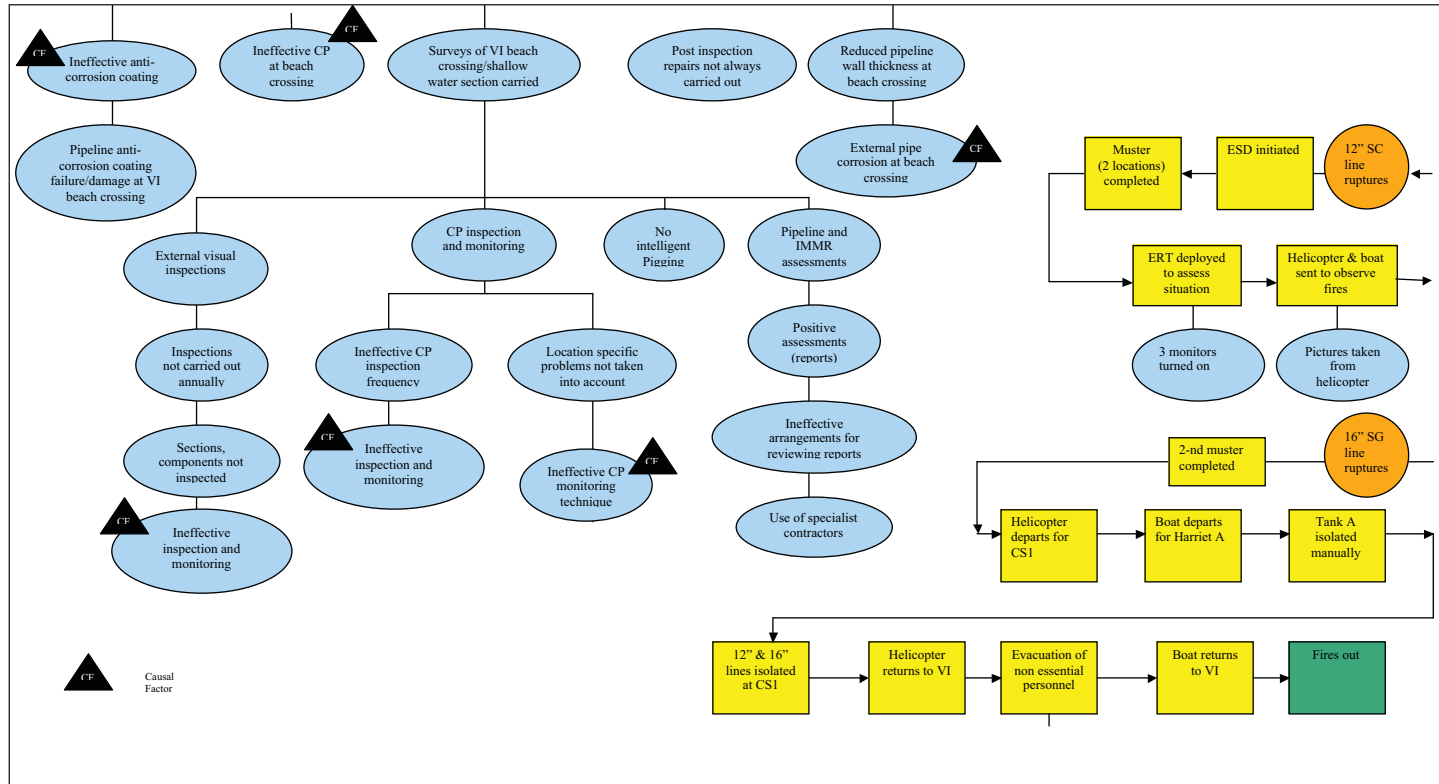 CF
Ineffective anti-
corrosion coating
CF
Ineffective CP
at beach
crossing
Surveys of VI beach
crossing/shallow
water section carried
Post inspection
repairs not always
carried out
Reduced pipeline
wall thickness at
beach crossing
Pipeline anti-
corrosion coating
failure/damage at VI
beach crossing
External pipe
corrosion at beach
crossing
CF
Muster
(2 locations)
completed
ESD initiated
12” SC
line
ruptures
External visual
inspections
CP inspection
and monitoring
No
intelligent
Pigging
Pipeline and
IMMR
assessments
ERT deployed
to assess
situation
Helicopter & boat
sent to observe
fires
Inspections
not carried out
annually
Ineffective CP
inspection
frequency
Location specific
problems not taken
into account
Positive
assessments
(reports)
3 monitors
turned on
Pictures taken
from helicopter
Sections,
components not
inspected
CF
Ineffective
inspection and
monitoring
Ineffective CP
monitoring
technique
CF
Ineffective
arrangements for
reviewing reports
2-nd muster
completed
16” SG
line
ruptures
CF
Ineffective
inspection and
monitoring
Use of specialist
contractors
Helicopter
departs for
CS1
Boat departs
for Harriet A
Tank A
isolated
manually
12” & 16”
lines isolated
at CS1
Helicopter
returns to VI
Evacuation of
non essential
personnel
Boat returns
to VI
Fires out
CF
Causal
Factor